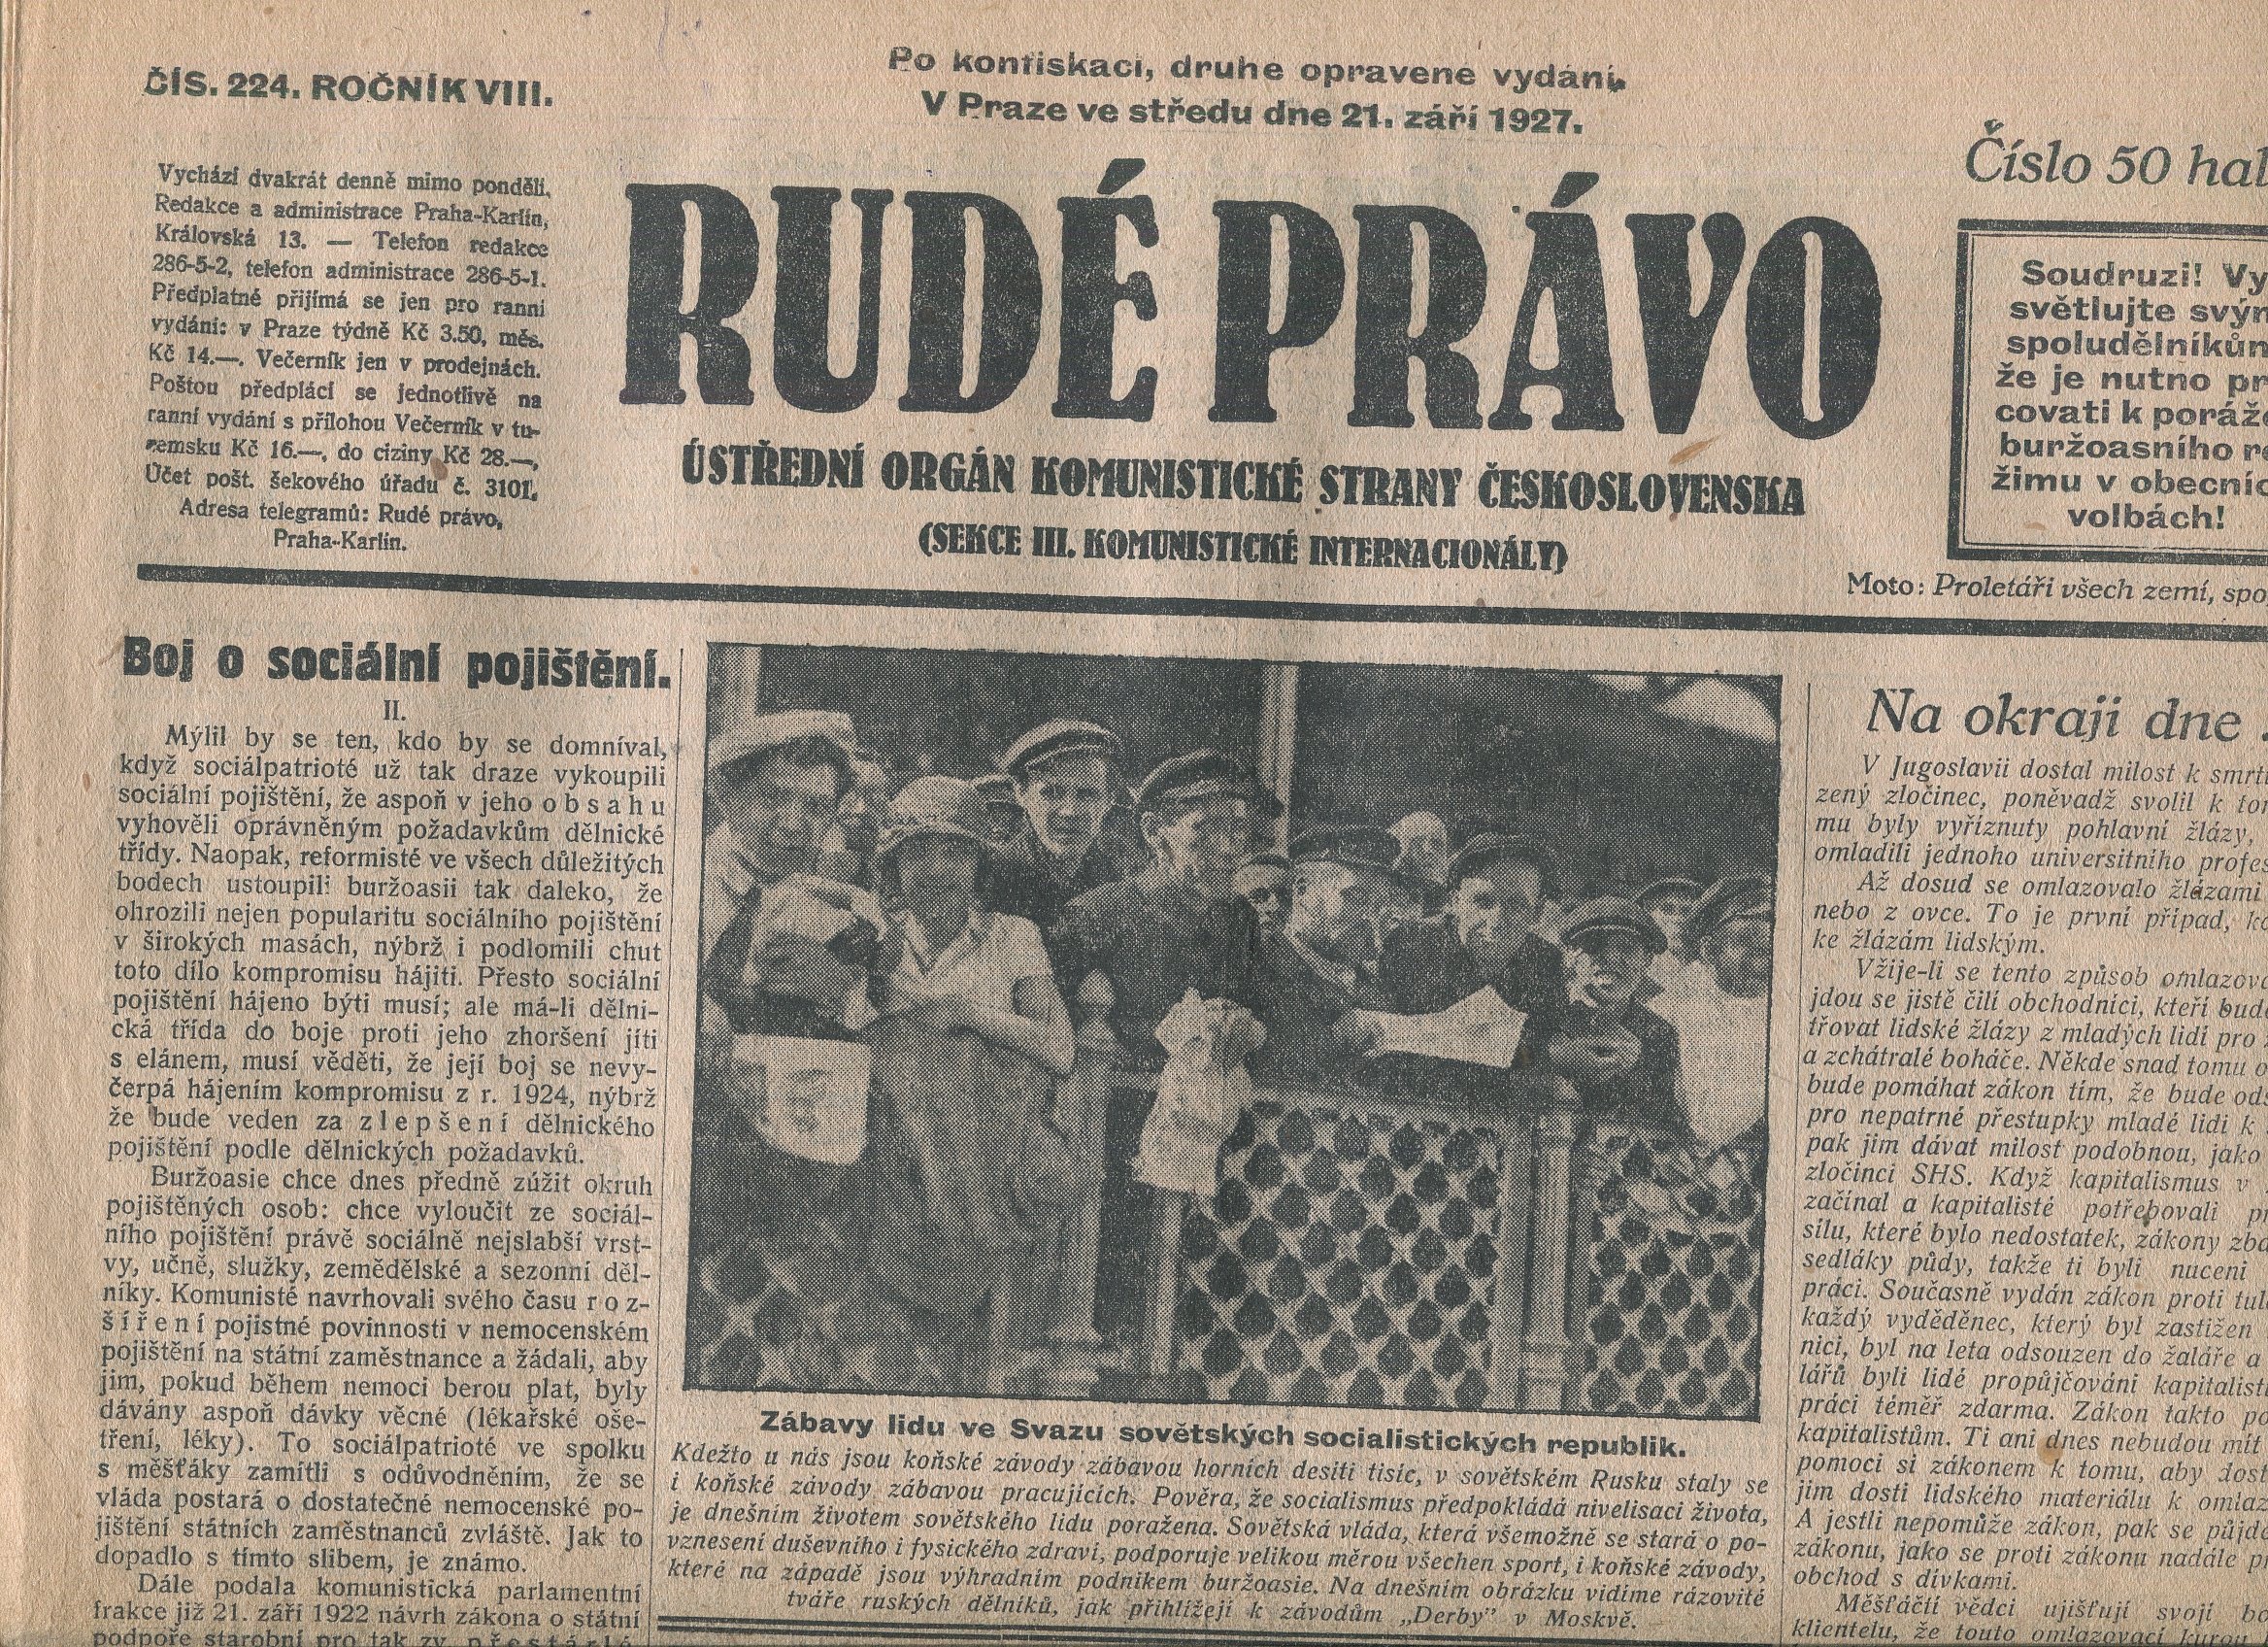 ČÍS. 224. ROČNÍK VIII.
Po konfiskaci, druhe opravene vydání.
V Praze ve středu dne 21. září 1927.
Číslo 50 hal
Vychází dvakrát denně mimo pondělí.
Redakce a administrace Praha-Karlín,
Královská 13. — Telefon redakce
286-5-2, telefon administrace 286-5-1.
Předplatné přijímá se jen pro ranní
vydání: v Praze týdně Kč 3.50, měs.
Kč 14.—. Večerník jen v prodejnách.
Poštou předplácí se jednotlivě na
ranní vydání s přílohou Večerník v tu-
zemsku Kč 16.—, do ciziny Kč 28.—,
Účet pošt. šekového úřadu č. 3101.
Adresa telegramů: Rudé právo,
Praha-Karlín.
RUDÉ PRÁVO
ÚSTŘEDNÍ ORGÁN KOMUNISTICKÉ STRANY ČESKOSLOVENSKA
(SEKCE III. KOMUNISTICKÉ INTERNACIONÁLY)
Soudruzi! Vy
světlujte svým
spoludělníkům
že je nutno pr
covati k poráž
buržoasního re
žimu v obecníc
volbách!
Moto: Proletáři všech zemí, spo
Boj o sociální pojištění.
II.
Mýlil by se ten, kdo by se domníval,
když sociálpatrioté už tak draze vykoupili
sociální pojištění, že aspoň v jeho obsahu
vyhověli oprávněným požadavkům dělnické
třídy. Naopak, reformisté ve všech důležitých
bodech ustoupili buržoasii tak daleko, že
ohrozili nejen popularitu sociálního pojištění
v širokých masách, nýbrž i podlomili chut
toto dílo kompromisu hájiti. Přesto sociální
pojištění hájeno býti musí; ale má-li dělni-
cká třída do boje proti jeho zhoršení jíti
s elánem, musí věděti, že její boj se nevy-
čerpá hájením kompromisu z r. 1924, nýbrž
že bude veden za zlepšení dělnického
pojištění podle dělnických požadavků.
Buržoasie chce dnes předně zúžit okruh
pojištěných osob: chce vyloučit ze sociál-
ního pojištění právě sociálně nejslabší vrst-
vy, učně, služky, zemědělské a sezonní děl-
níky. Komunisté navrhovali svého času roz-
šíření pojistné povinnosti v nemocenském
pojištění na státní zaměstnance a žádali, aby
jim, pokud během nemoci berou plat, byly
dávány aspoň dávky věcné (lékařské oše-
tření, léky). To sociálpatrioté ve spolku
s měšťáky zamítli s odůvodněním, že se
vláda postará o dostatečné nemocenské po-
jištění státních zaměstnanců zvláště. Jak to
dopadlo s tímto slibem, je známo.
Dále podala komunistická parlamentní
frakce již 21. září 1922 návrh zákona o státní
podpoře starobní pro tak zv. přestárlé
Zábavy lidu ve Svazu sovětských socialistických republik.
Kdežto u nás jsou koňské závody zábavou horních desíti tisíc, v sovětském Rusku staly se
i koňské závody zábavou pracujících. Pověra, že socialismus předpokládá nivelisaci života,
je dnešním životem sovětského lidu poražena. Sovětská vláda, která všemožně se stará o po-
vznesení duševního i fysického zdraví, podporuje velikou měrou všechen sport, i koňské závody,
které na západě jsou výhradním podnikem buržoasie. Na dnešním obrázku vidíme rázovité
tváře ruských dělníků, jak přihlížejí k závodům „Derby" v Moskvě.
Na okraji dne .
V Jugoslavii dostal milost k smrti
zený zločinec, poněvadž svolil k tom
mu byly vyříznuty pohlavní žlázy,
omladili jednoho universitního profes
Až dosud se omlazovalo žlázami
nebo z ovce. To je první případ, k
ke žlázám lidským.
Vžije-li se tento způsob omlazov
jdou se jistě čilí obchodníci, kteří bud
třovat lidské žlázy z mladých lidí pro
a zchátralé boháče. Někde snad tomu o
bude pomáhat zákon tím, že bude ods
pro nepatrné přestupky mladé lidi k
pak jim dávat milost podobnou, jako
zločinci SHS. Když kapitalismus v
začínal a kapitalisté potřebovali pr
sílu, které bylo nedostatek, zákony zba
sedláky půdy, takže ti byli nuceni
práci. Současně vydán zákon proti tul
každý vyděděnec, který byl zastižen
nici, byl na leta odsouzen do žaláře a
lářů byli lidé propůjčováni kapitalist
práci téměř zdarma. Zákon takto po
kapitalistům. Ti ani dnes nebudou mít
pomoci si zákonem k tomu, aby dost
jim dosti lidského materiálu k omlaz
A jestli nepomůže zákon, pak se půjde
zákonu, jako se proti zákonu nadále p
obchod s dívkami.
Měšťáčtí vědci ujišťují svoji bo
klientelu, že touto omlazovací kurou